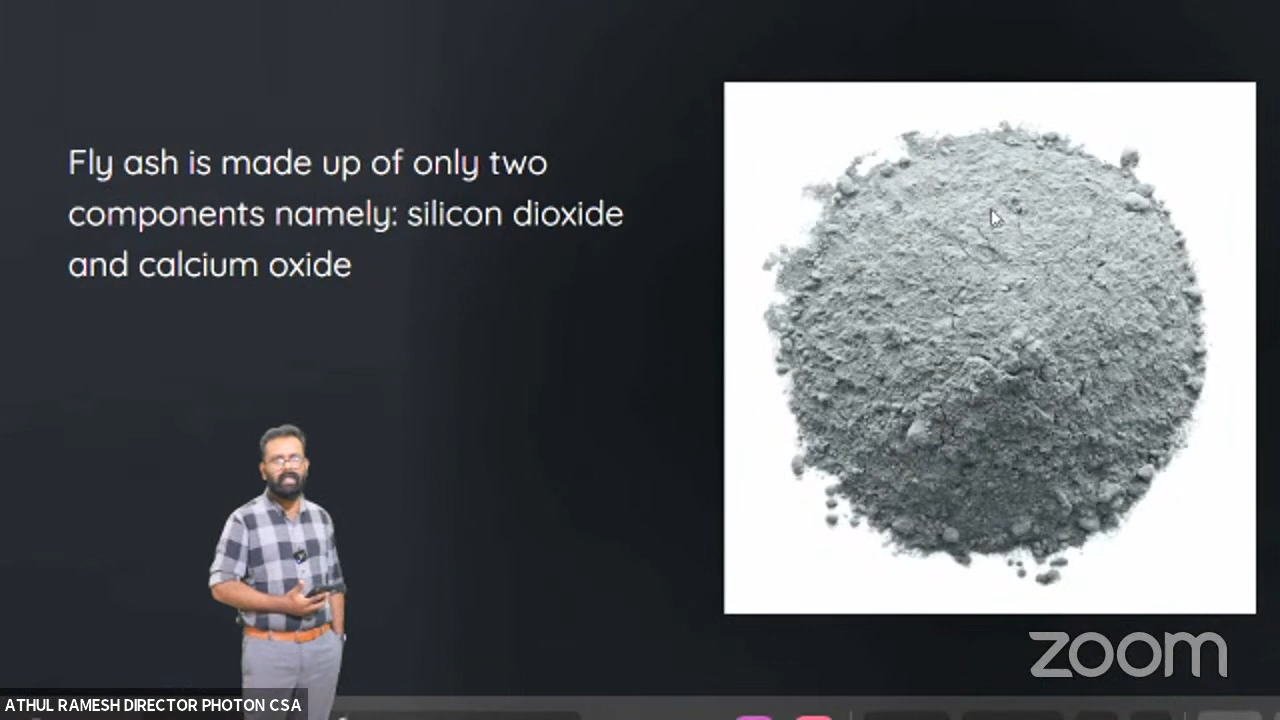 Fly ash is made up of only two
components namely: silicon dioxide
and calcium oxide
zoom
ATHUL RAMESH DIRECTOR PHOTON CSA